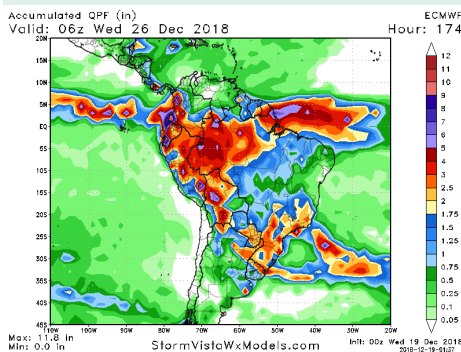 Accumulated QPF (in)
ECMWF
Valid: 06z Wed 26 Dec 2018
Hour: 174
20N
15N
10N
5N
EQ
5S
10S
15S
20S
25S
30S
35S
40S
45S
110W
100W
90W
80W
70W
60W
50W
40W
30W
20W
12
11
10
9
8
7
6
5
4
3
2.5
2
1.75
1.5
1.25
1
0.75
0.5
0.25
0.1
0.05
Max: 11.8 in
Min: 0.0 in
StormVistaWxModels.com
Init: 00z Wed 19 Dec 2018
2018-12-19-01:37